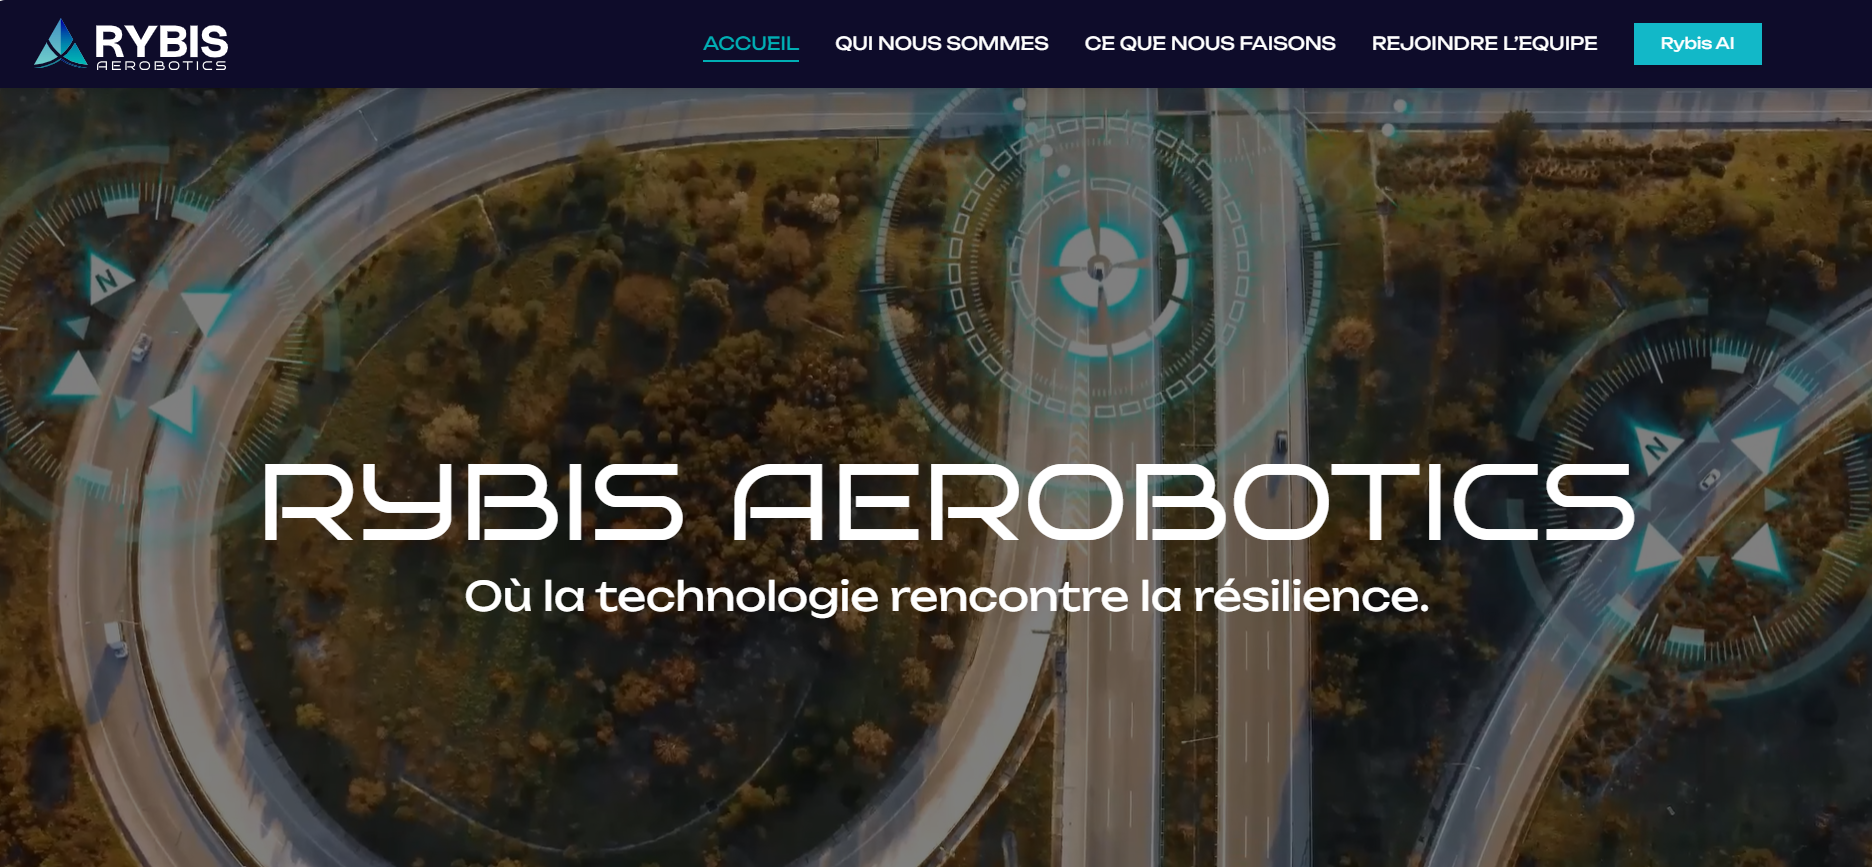 RYBIS
AEROBOTICS
ACCUEIL
QUI NOUS SOMMES
CE QUE NOUS FAISONS
REJOINDRE L’EQUIPE
Rybis AI
N
N
RYBIS AEROBOTICS
Où la technologie rencontre la résilience.